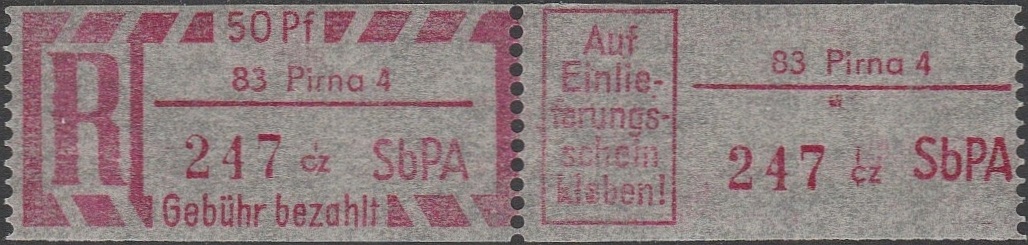 50 Pf
R
83 Pirna 4
247 cz SbPA
Gebühr bezahlt
Auf
Einlie-
ferungs-
schein
kleben!
83 Pirna 4
247 cz SbPA